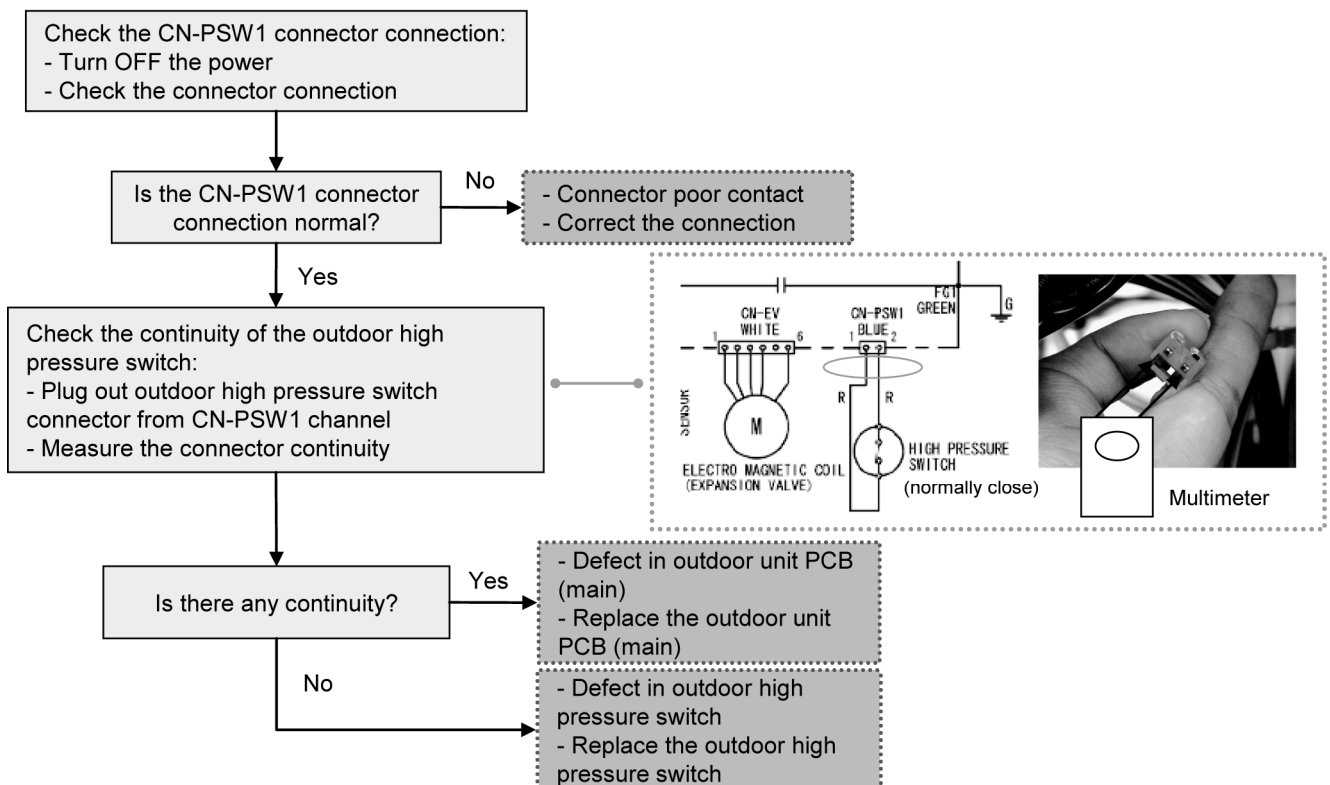 Check the CN-PSW1 connector connection:
- Turn OFF the power
- Check the connector connection
Is the CN-PSW1 connector
connection normal?
No
- Connector poor contact
- Correct the connection
Yes
Check the continuity of the outdoor high
pressure switch:
- Plug out outdoor high pressure switch
connector from CN-PSW1 channel
- Measure the connector continuity
FG1
GREEN
G
CN-EV
WHITE
1
6
CN-PSW1
BLUE
1
2
SENSOR
M
R
R
ELECTRO MAGNETIC COIL
(EXPANSION VALVE)
HIGH PRESSURE
SWITCH
(normally close)
Multimeter
Is there any continuity?
Yes
- Defect in outdoor unit PCB
(main)
- Replace the outdoor unit
PCB (main)
No
- Defect in outdoor high
pressure switch
- Replace the outdoor high
pressure switch